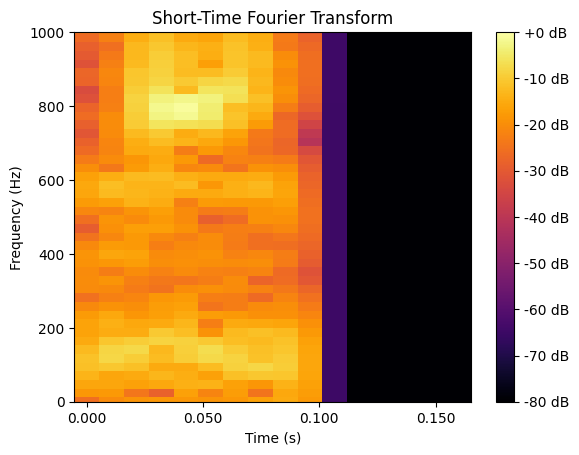 Short-Time Fourier Transform
1000
800
600
400
200
0
Frequency (Hz)
0.000
0.050
0.100
0.150
Time (s)
+0 dB
-10 dB
-20 dB
-30 dB
-40 dB
-50 dB
-60 dB
-70 dB
-80 dB